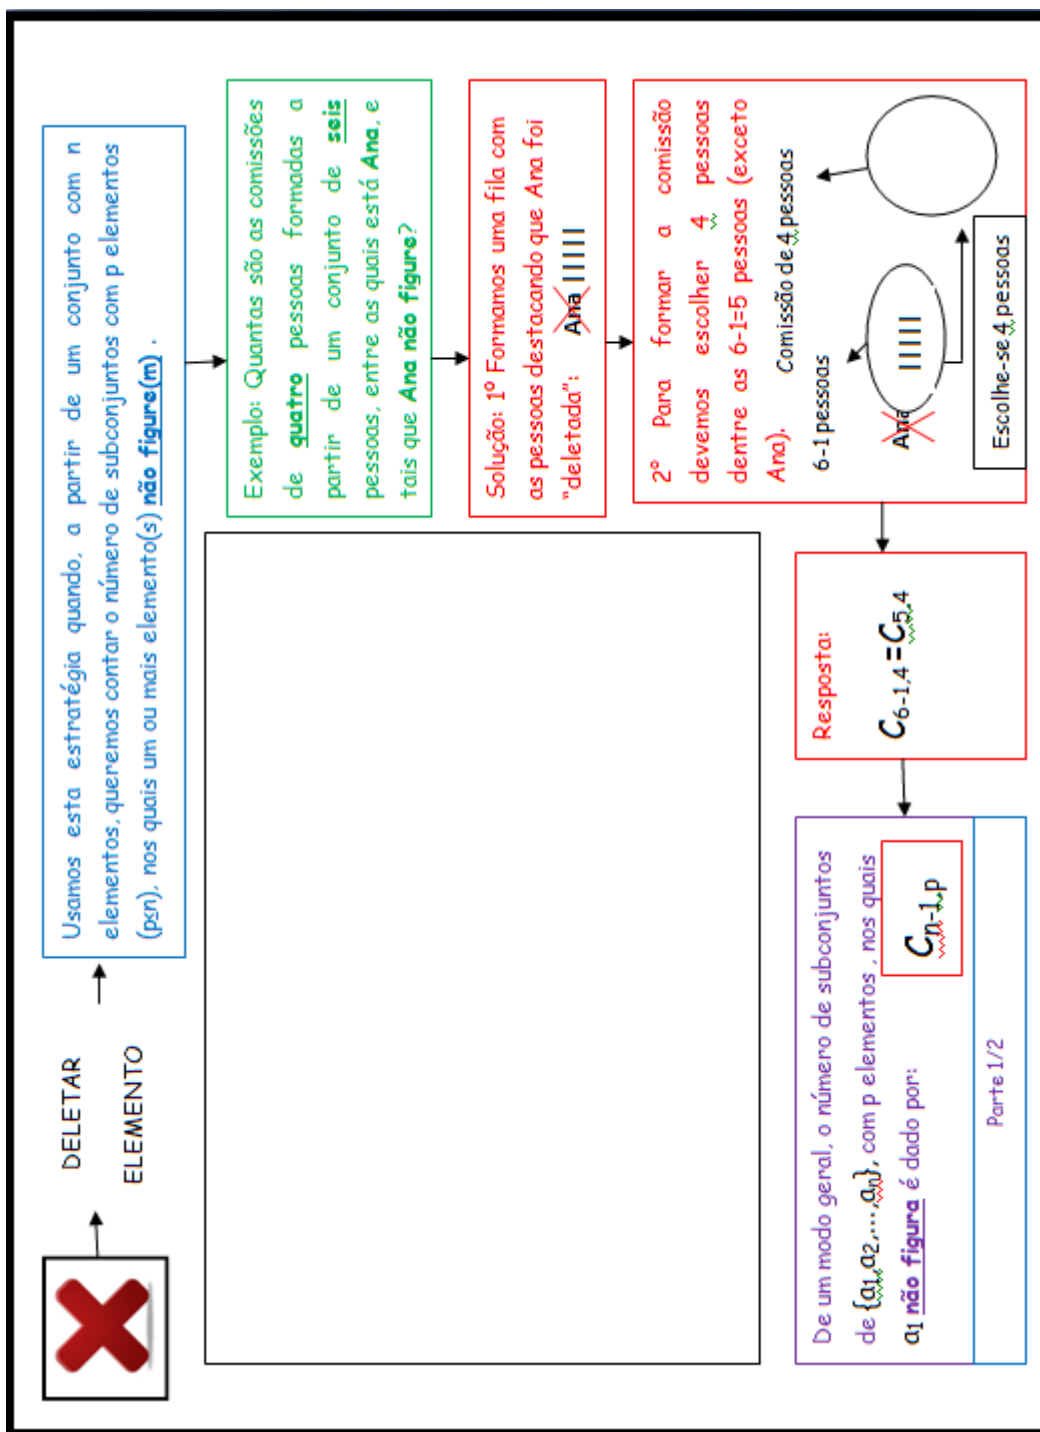 DELETAR
ELEMENTO
Usamos esta estratégia quando, a partir de um conjunto com n
elementos, queremos contar o número de subconjuntos com p elementos
(p≤n), nos quais um ou mais elemento(s) não figure(m) .
Exemplo: Quantas são as comissões
de quatro pessoas formadas a
partir de um conjunto de seis
pessoas, entre as quais está Ana, e
tais que Ana não figure?
Solução: 1º Formamos uma fila com
as pessoas destacando que Ana foi
"deletada":
Ana IIIII
2º Para formar a comissão
devemos escolher 4 pessoas
dentre as 6-1=5 pessoas (exceto
Ana).
Comissão de 4 pessoas
6-1 pessoas
Ana IIIII
Escolhe-se 4 pessoas
Resposta:
C6-1,4 =C5,4
De um modo geral, o número de subconjuntos
de {a1,a2,...,an}, com p elementos , nos quais
a1 não figura é dado por:
Cn-1,p
Parte 1/2